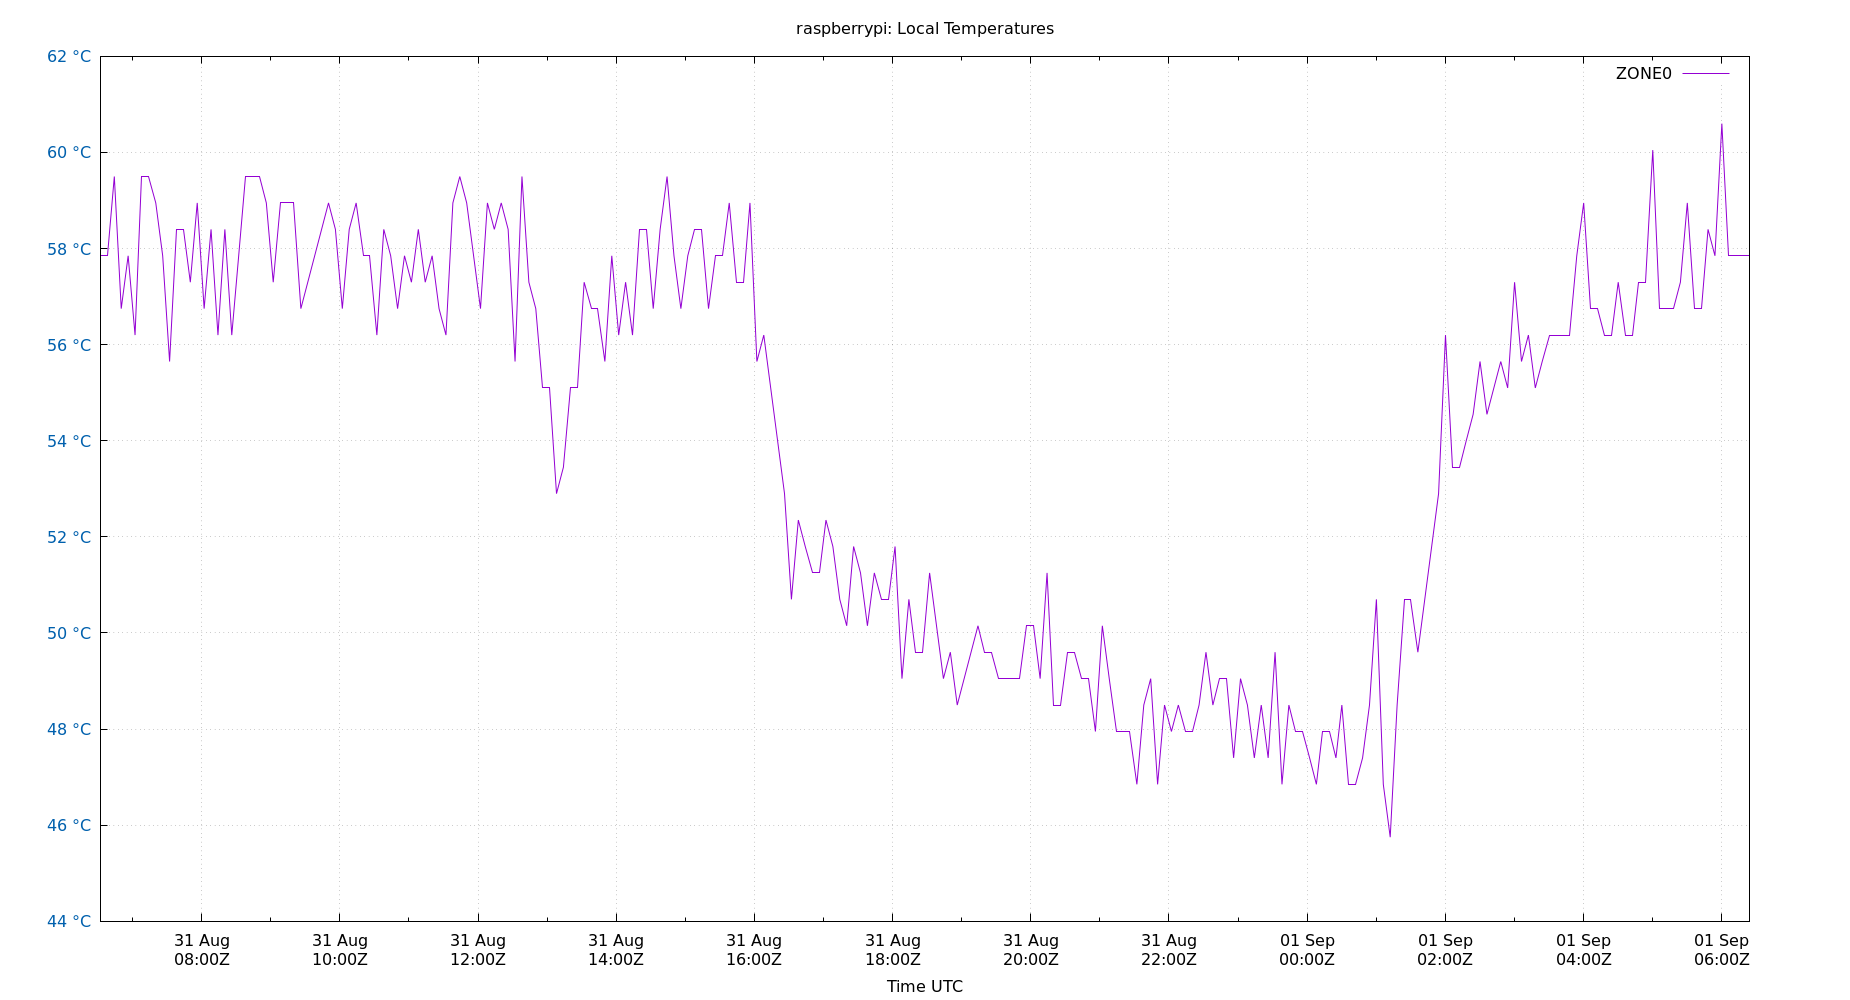 raspberrypi: Local Temperatures
62 °C
ZONE0
60 °C
58 °C
56 °C
54 °C
52 °C
50 °C
48 °C
46 °C
44 °C
31 Aug 31 Aug 31 Aug 31 Aug 31 Aug 31 Aug 31 Aug 31 Aug 01 Sep 01 Sep 01 Sep 01 Sep
08:00Z 10:00Z 12:00Z 14:00Z 16:00Z 18:00Z 20:00Z 22:00Z 00:00Z 02:00Z 04:00Z 06:00Z
Time UTC